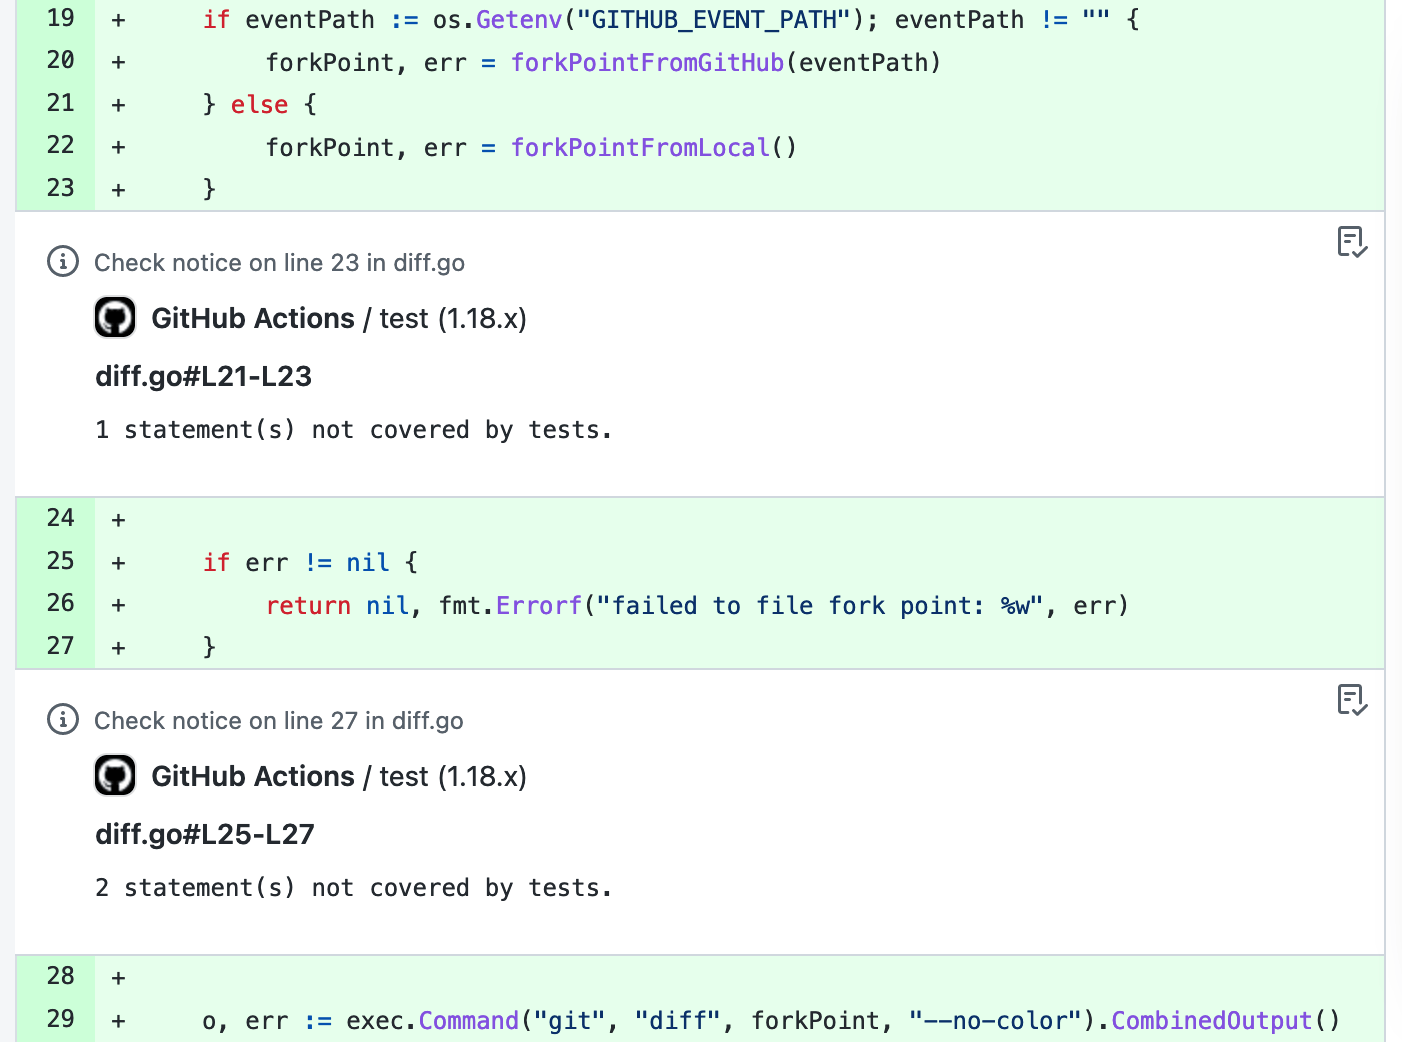 19 + if eventPath := os.Getenv("GITHUB_EVENT_PATH"); eventPath != "" {
20 + forkPoint, err = forkPointFromGitHub(eventPath)
21 + } else {
22 + forkPoint, err = forkPointFromLocal()
23 + }
Check notice on line 23 in diff.go
GitHub Actions / test (1.18.x)
diff.go#L21-L23
1 statement(s) not covered by tests.
24 +
25 + if err != nil {
26 + return nil, fmt.Errorf("failed to file fork point: %w", err)
27 + }
Check notice on line 27 in diff.go
GitHub Actions / test (1.18.x)
diff.go#L25-L27
2 statement(s) not covered by tests.
28 +
29 + o, err := exec.Command("git", "diff", forkPoint, "--no-color").CombinedOutput()